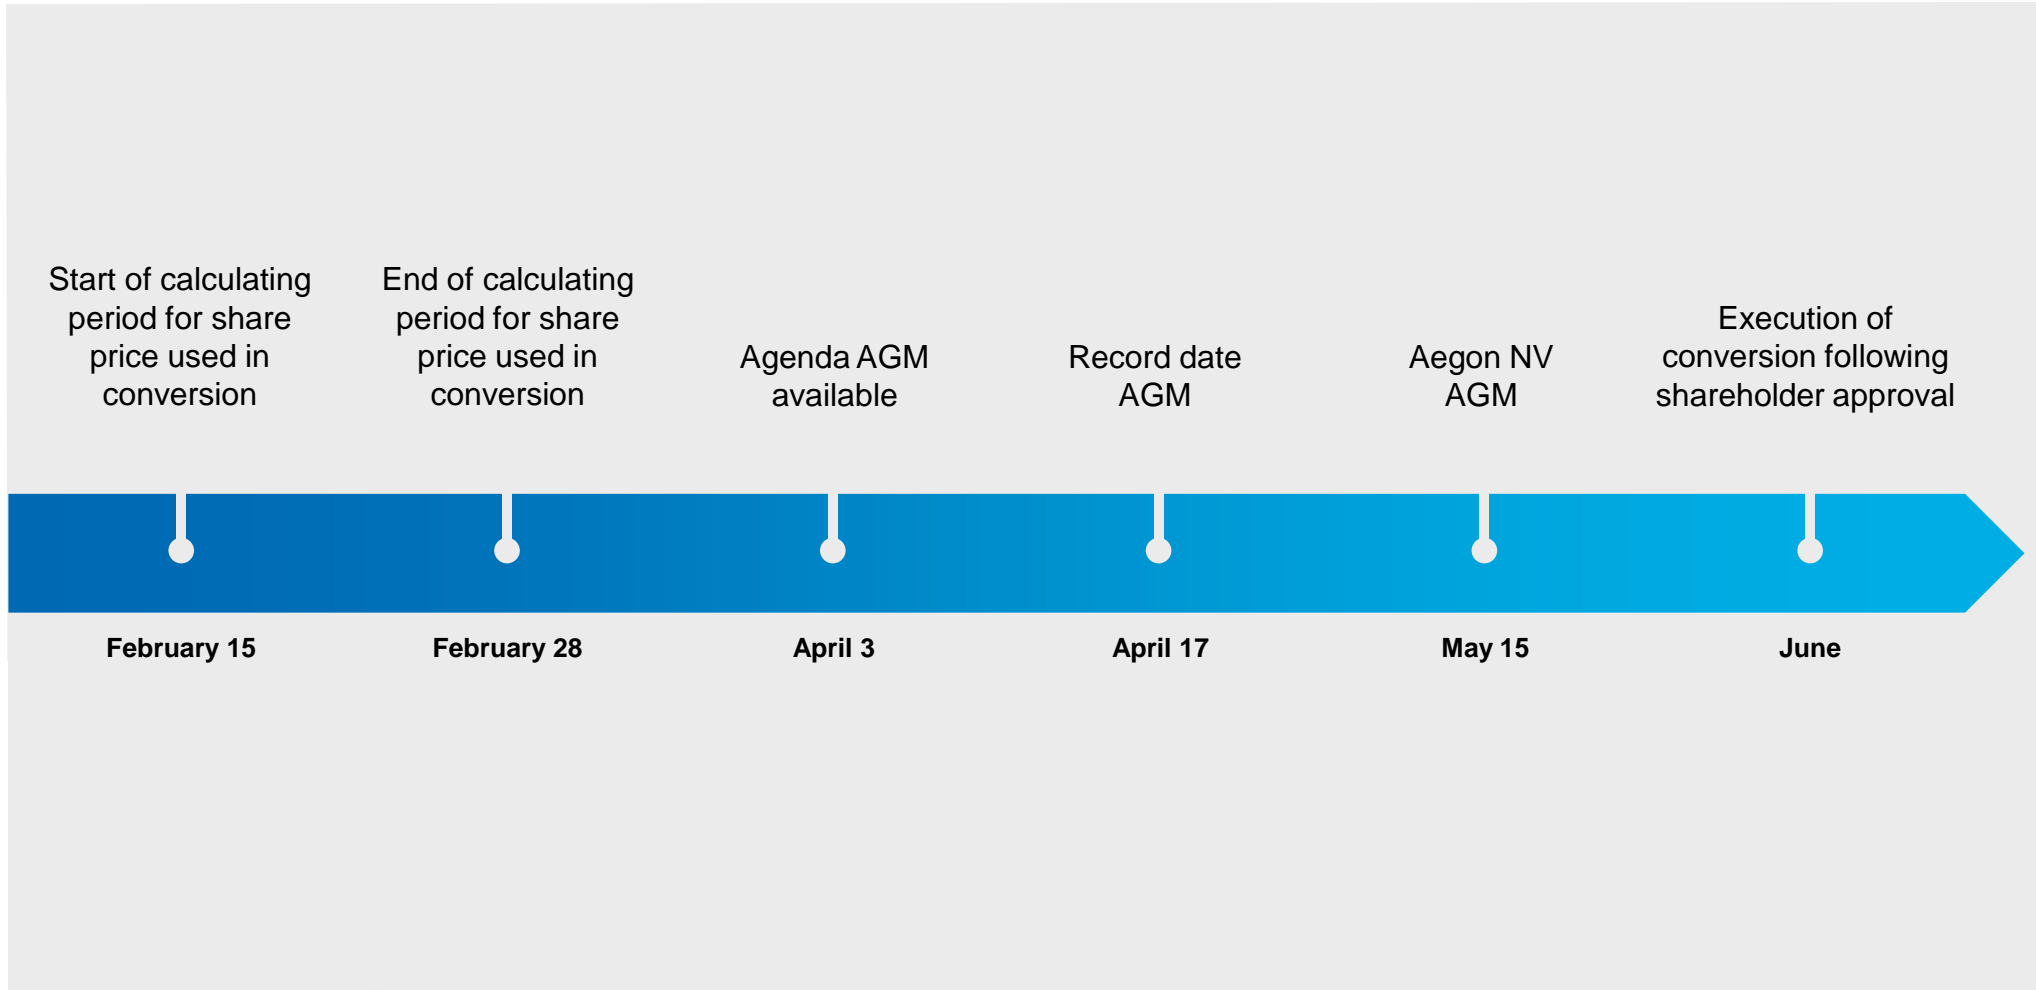 Start of calculating
period for share
price used in
conversion
End of calculating
period for share
price used in
conversion
Agenda AGM
available
Record date
AGM
Aegon NV
AGM
Execution of
conversion following
shareholder approval
February 15
February 28
April 3
April 17
May 15
June